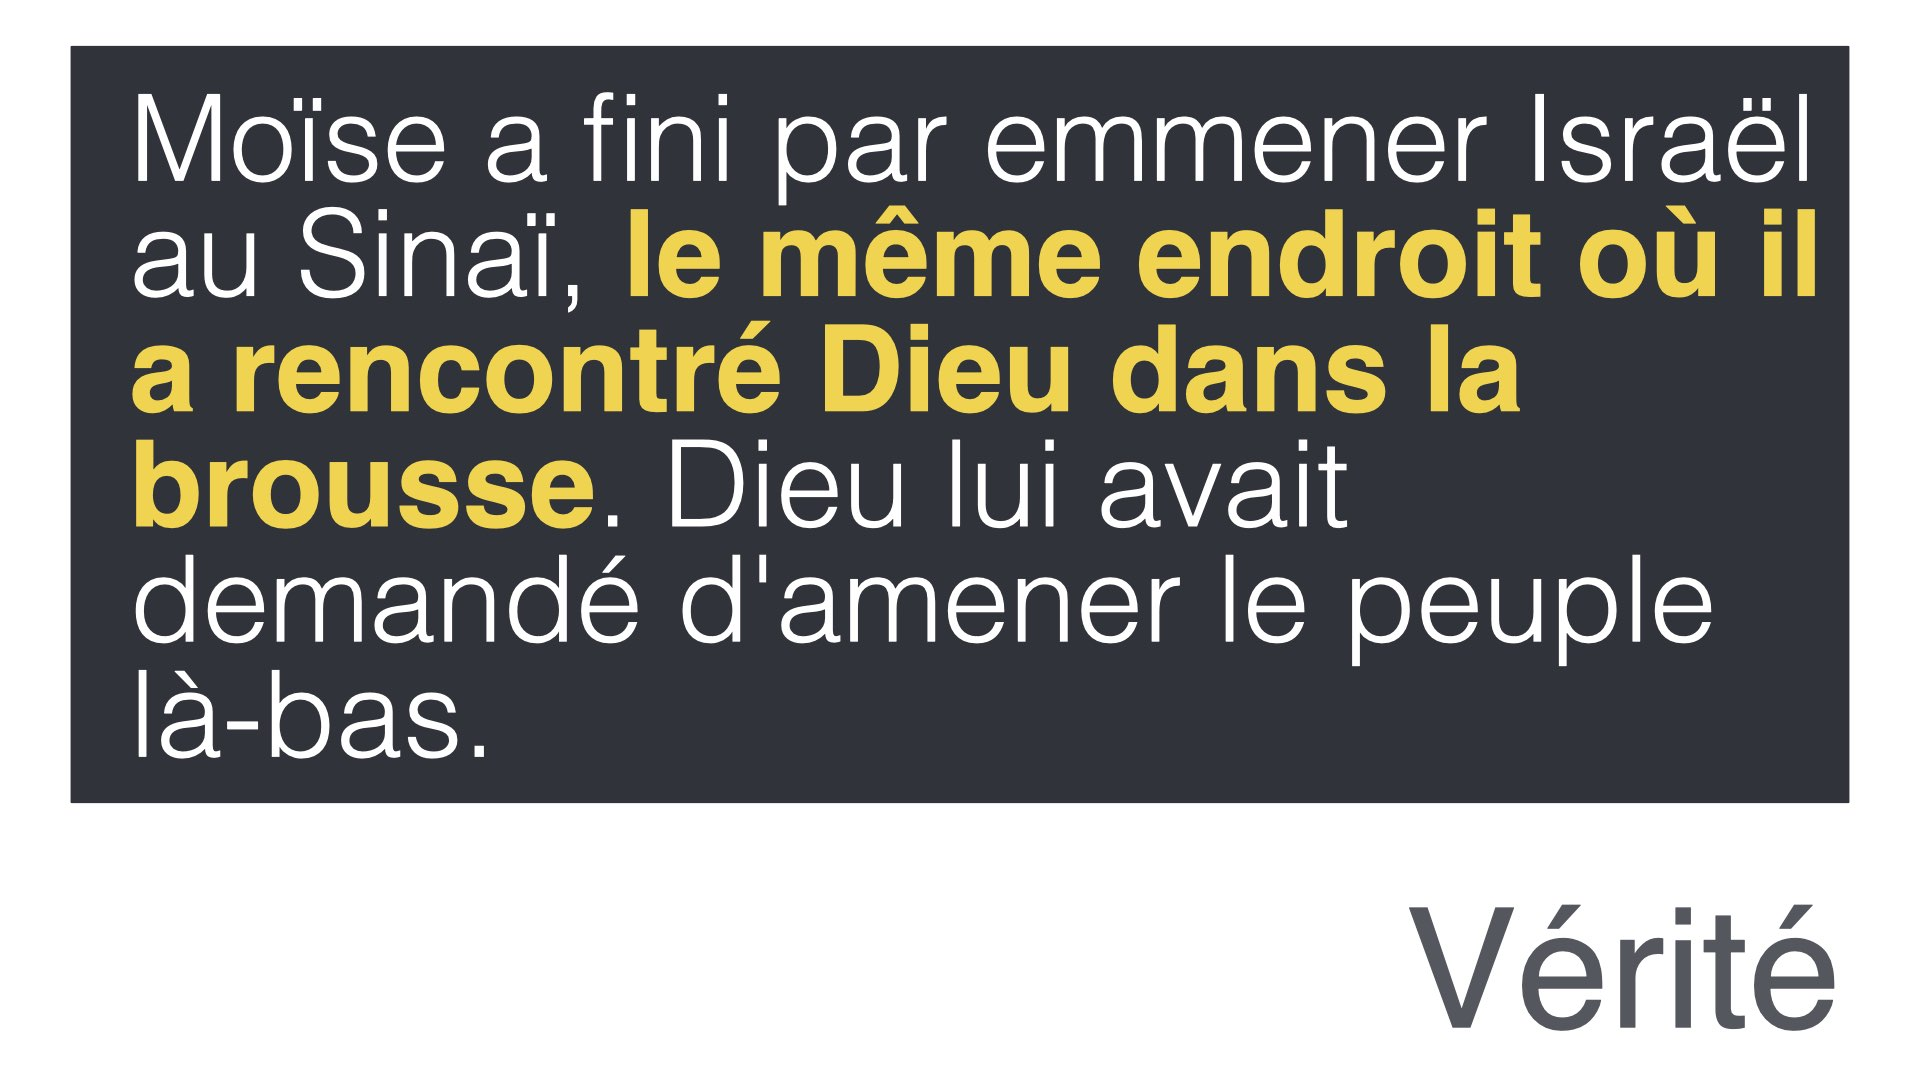 Moïse a fini par emmener Israël
au Sinaï, le même endroit où il
a rencontré Dieu dans la
brousse. Dieu lui avait
demandé d'amener le peuple
là-bas.
Vérité